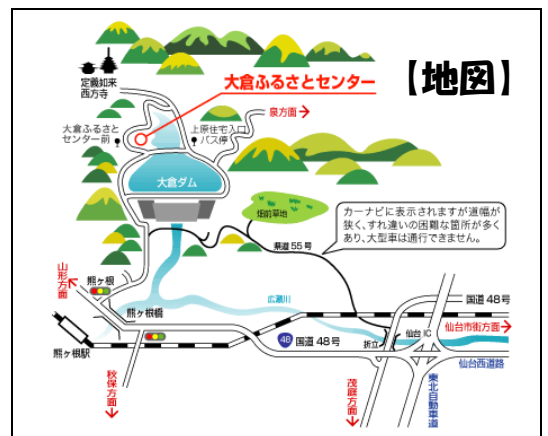 【地図】
定義如来
西方寺
大倉ふるさとセンター
泉方面→
大倉ふるさと
センター前
上原住宅入口
バス停
大倉ダム
畑前草地
カーナビに表示されますが道幅が
狭く、すれ違いの困難な箇所が多く
あり、大型車は通行できません。
県道55号
山形方面
熊ヶ根
広瀬川
国道48号
熊ヶ根橋
仙台市街方面→
仙台IC
折立
48
国道48号
熊ヶ根駅
仙台西道路
秋保方面
茂庭方面
東北自動車道